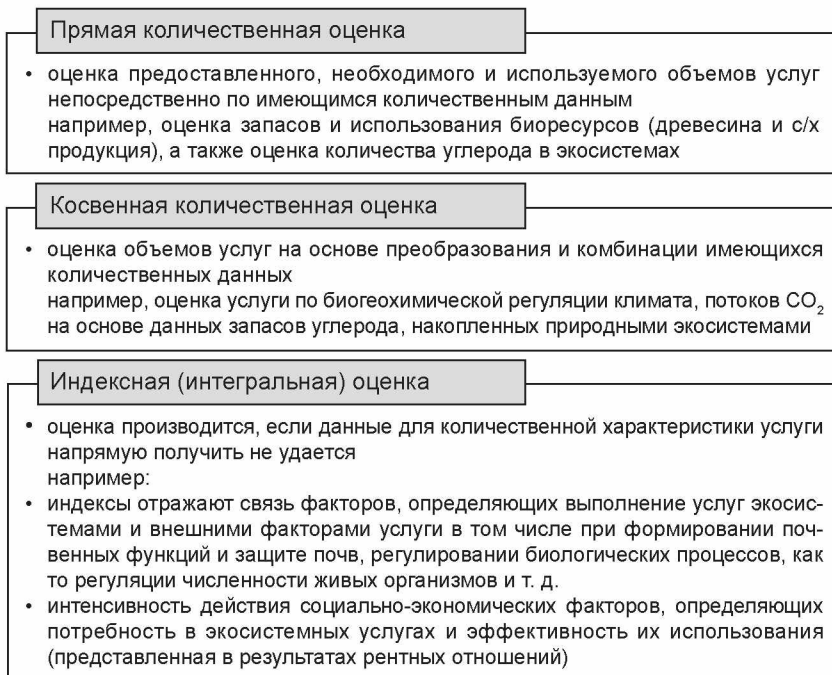 Прямая количественная оценка
• оценка предоставленного, необходимого и используемого объемов услуг
непосредственно по имеющимся количественным данным
например, оценка запасов и использования биоресурсов (древесина и с/х
продукция), а также оценка количества углерода в экосистемах
Косвенная количественная оценка
• оценка объемов услуг на основе преобразования и комбинации имеющихся
количественных данных
например, оценка услуги по биогеохимической регуляции климата, потоков CO₂
на основе данных запасов углерода, накопленных природными экосистемами
Индексная (интегральная) оценка
• оценка производится, если данные для количественной характеристики услуги
напрямую получить не удается
например:
• индексы отражают связь факторов, определяющих выполнение услуг экосис-
темами и внешними факторами услуги в том числе при формировании поч-
венных функций и защите почв, регулировании биологических процессов, как
то регуляции численности живых организмов и т. д.
• интенсивность действия социально-экономических факторов, определяющих
потребность в экосистемных услугах и эффективность их использования
(представленная в результатах рентных отношений)